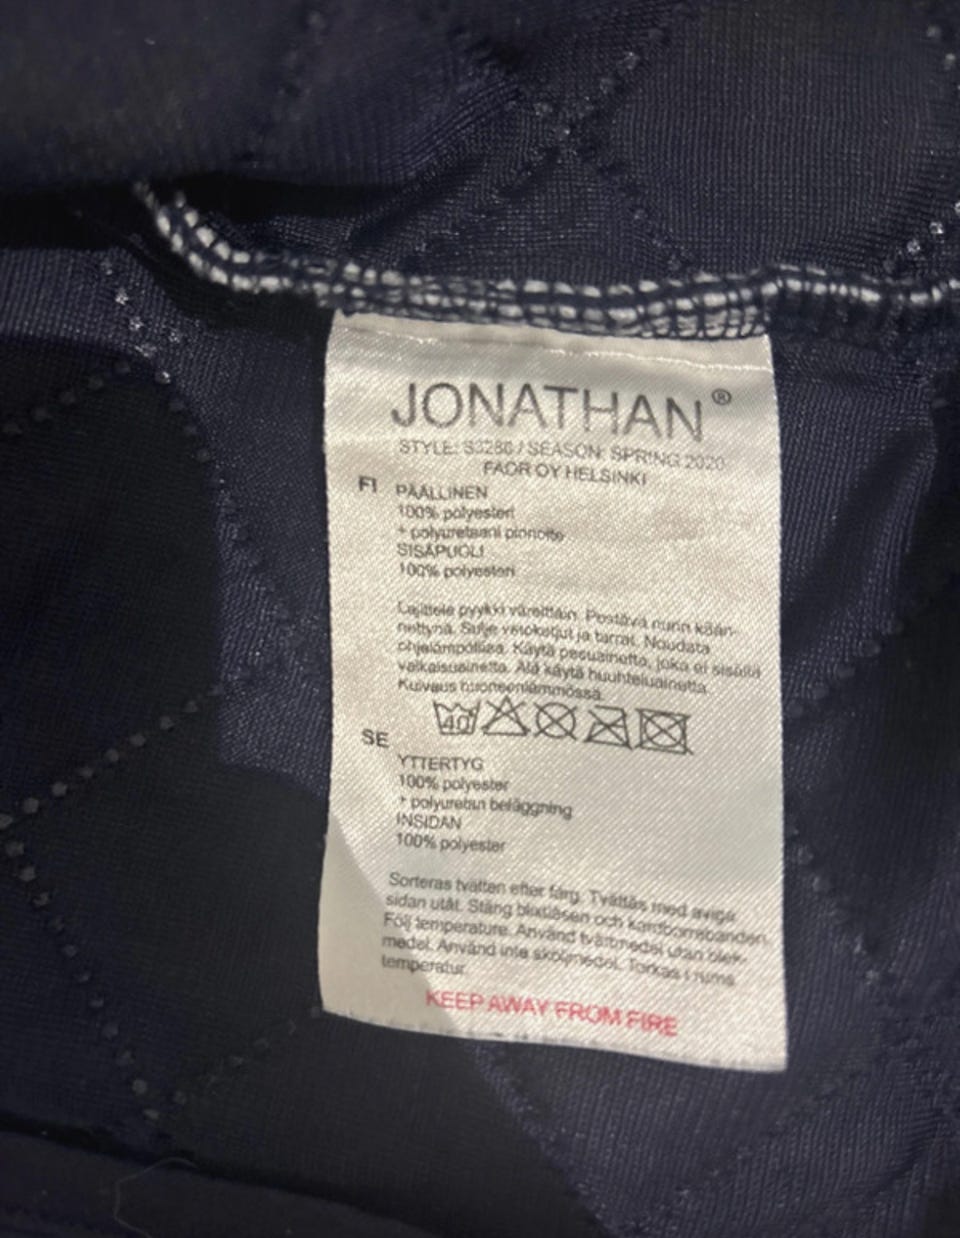 JONATHAN®
STYLE: S3280 / SEASON: SPRING 2020
FAOR OY HELSINKI
FI
PÄÄLLINEN
100% polyesteri
+ polyuretaani pinnoite
SISÄPUOLI
100% polyesteri
Lajittele pyykki väreittäin. Pestävä nurin kään-
nettynä. Sulje vetoketjut ja tarrat. Noudata
ohjelämpötilaa. Käytä pesuainetta, joka ei sisällä
valkaisuainetta. Älä käytä huuhteluainetta.
Kuivaus huoneenlämmössä.
40
SE
YTTERTYG
100% polyester
+ polyuretan beläggning
INSIDAN
100% polyester
Sorteras tvätten efter färg. Tvättas med aviga
sidan utåt. Stäng blixtlåsen och kardborrebanden.
Följ temperature. Använd tvättmedel utan blek-
medel. Använd inte sköljmedel. Torkas i rums
temperatur.
KEEP AWAY FROM FIRE